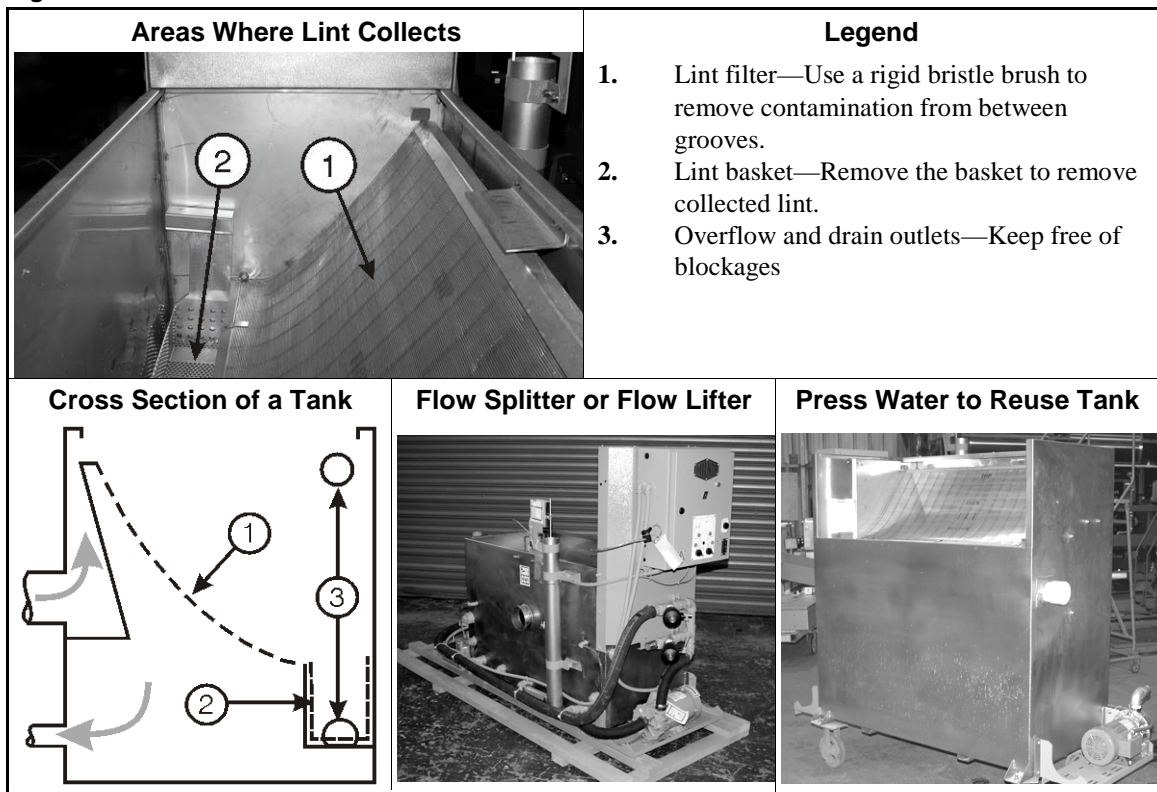 Areas Where Lint Collects
2
1
Legend
1. Lint filter—Use a rigid bristle brush to
remove contamination from between
grooves.
2. Lint basket—Remove the basket to remove
collected lint.
3. Overflow and drain outlets—Keep free of
blockages
Cross Section of a Tank
1
3
2
Flow Splitter or Flow Lifter
Press Water to Reuse Tank